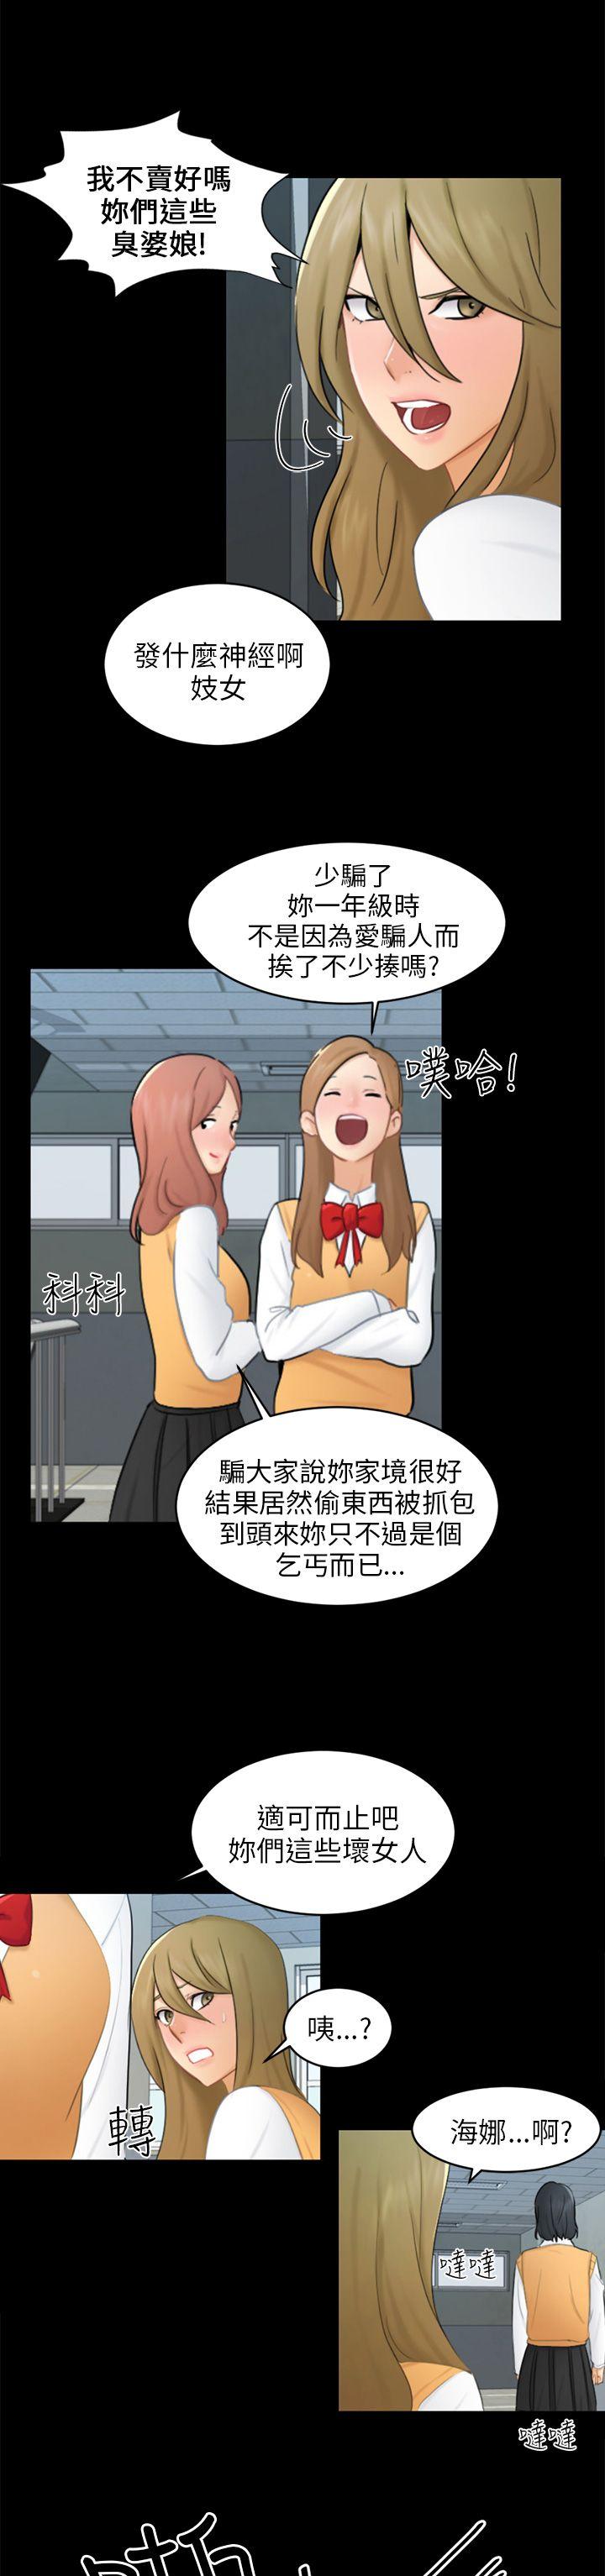 我不賣好嗎
妳們這些
臭婆娘!
發什麼神經啊
妓女
少騙了
妳一年級時
不是因為愛騙人而
挨了不少揍嗎?
噗哈!
科科
騙大家說妳家境很好
結果居然偷東西被抓包
到頭來妳只不過是個
乞丐而已...
適可而止吧
妳們這些壞女人
咦...?
轉
海娜...啊?
噠噠
噠噠